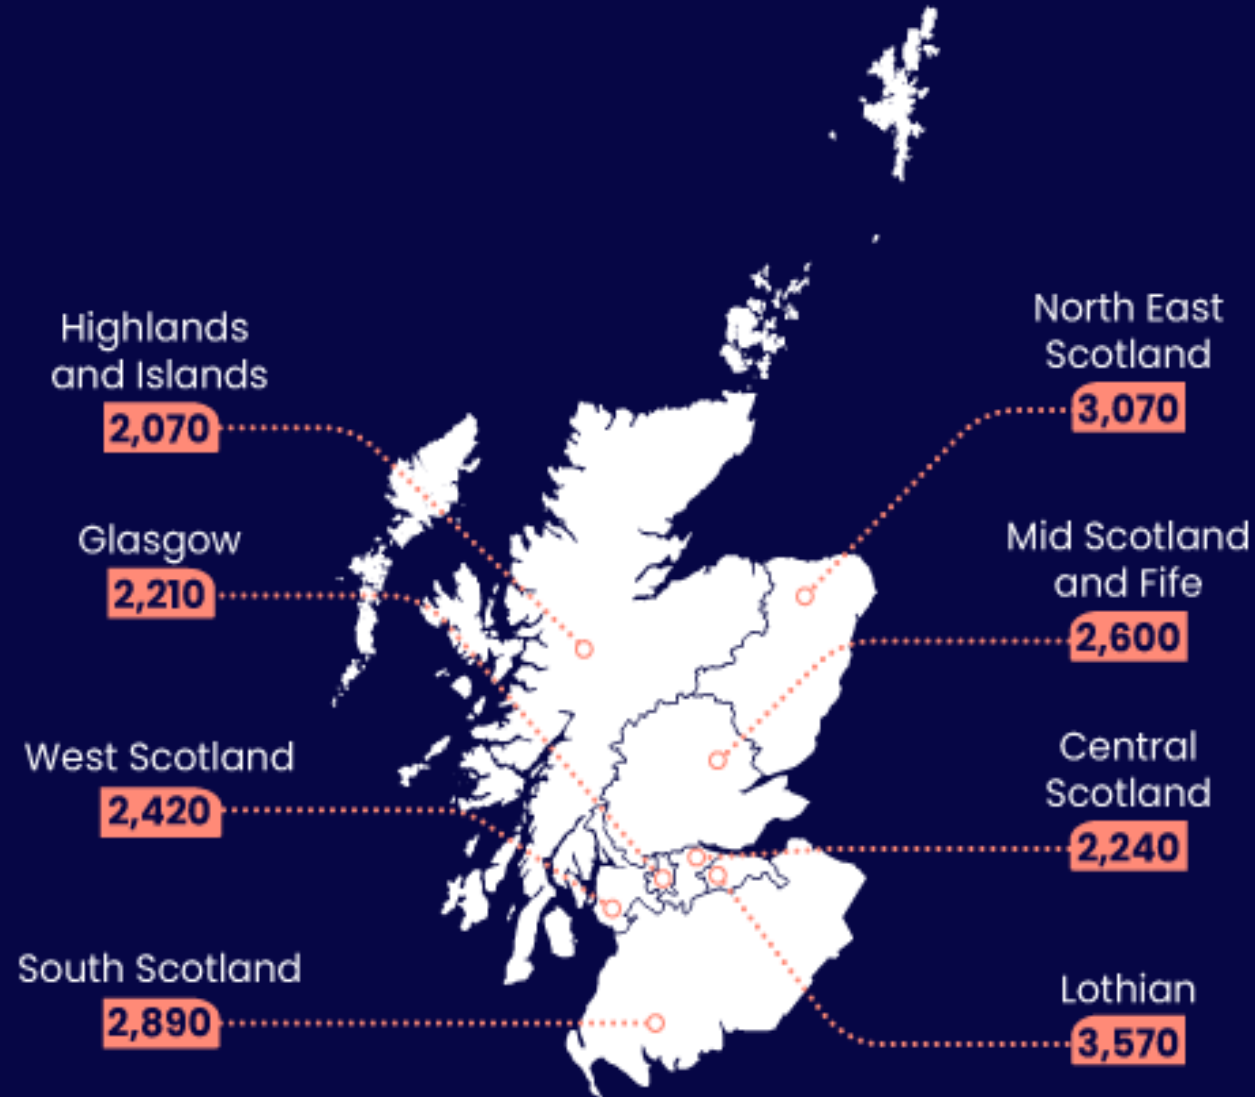 Highlands
and Islands
2,070
Glasgow
2,210
West Scotland
2,420
South Scotland
2,890
North East
Scotland
3,070
Mid Scotland
and Fife
2,600
Central
Scotland
2,240
Lothian
3,570